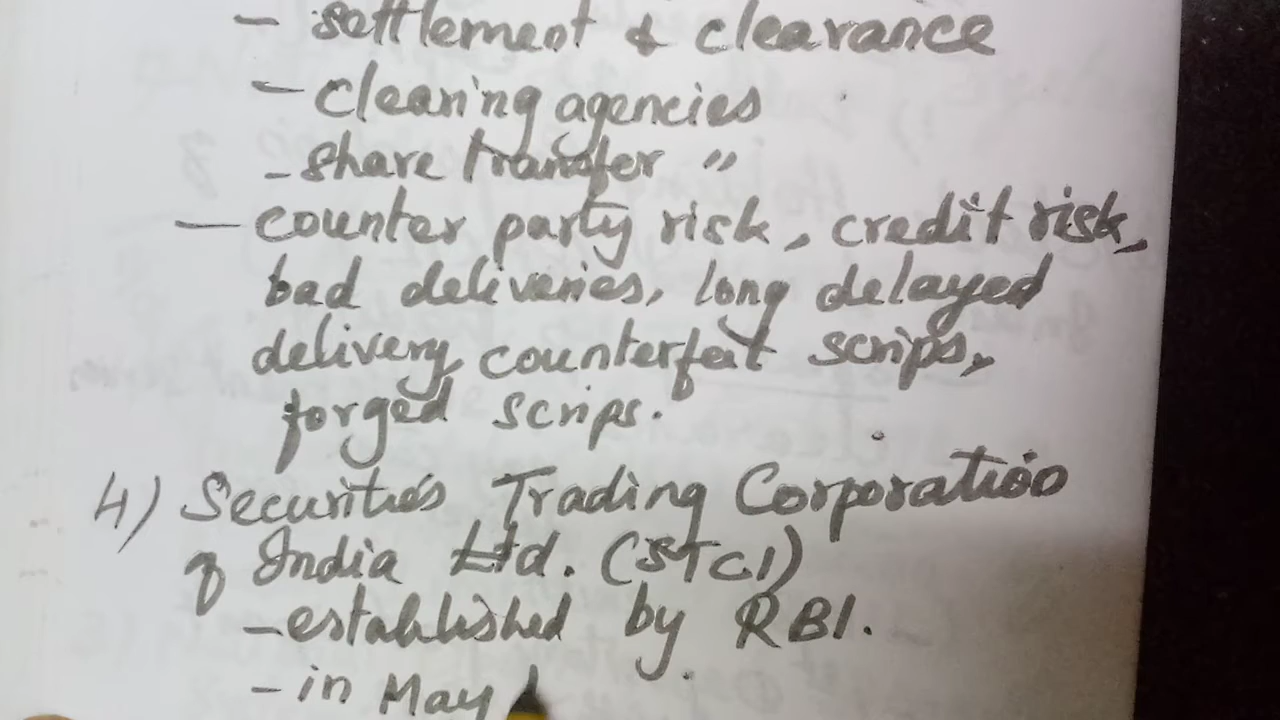 - settlement & clearance
- clearing agencies
- share transfer "
- counter party risk, credit risk,
bad deliveries, long delayed
delivery, counterfeit scrips,
forged scrips.
4) Securities Trading Corporation
of India Ltd. (STCI)
- established by RBI.
- in May